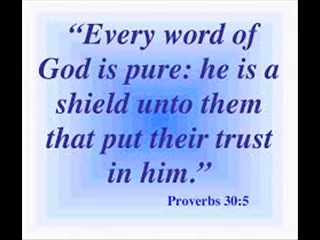 “Every word of
God is pure: he is a
shield unto them
that put their trust
in him.”
Proverbs 30:5